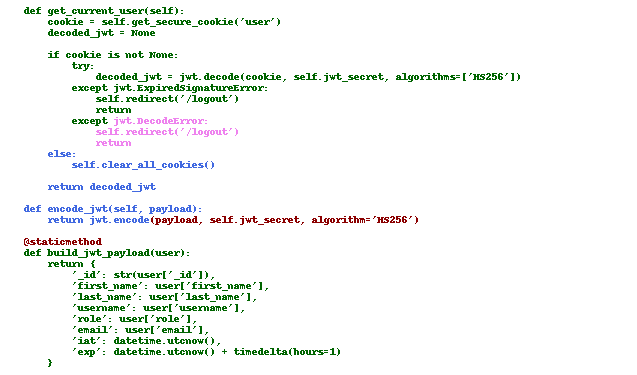 def get_current_user(self):
    cookie = self.get_secure_cookie('user')
    decoded_jwt = None

    if cookie is not None:
        try:
            decoded_jwt = jwt.decode(cookie, self.jwt_secret, algorithms=['HS256'])
        except jwt.ExpiredSignatureError:
            self.redirect('/logout')
            return
        except jwt.DecodeError:
            self.redirect('/logout')
            return
    else:
        self.clear_all_cookies()

    return decoded_jwt

def encode_jwt(self, payload):
    return jwt.encode(payload, self.jwt_secret, algorithm='HS256')

@staticmethod
def build_jwt_payload(user):
    return {
        '_id': str(user['_id']),
        'first_name': user['first_name'],
        'last_name': user['last_name'],
        'username': user['username'],
        'role': user['role'],
        'email': user['email'],
        'iat': datetime.utcnow(),
        'exp': datetime.utcnow() + timedelta(hours=1)
    }